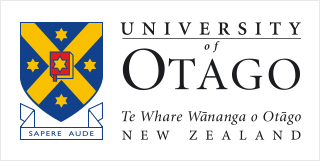 UNIVERSITY
of
OTAGO
Te Whare Wānanga o Otāgo
NEW ZEALAND
SAPERE AUDE